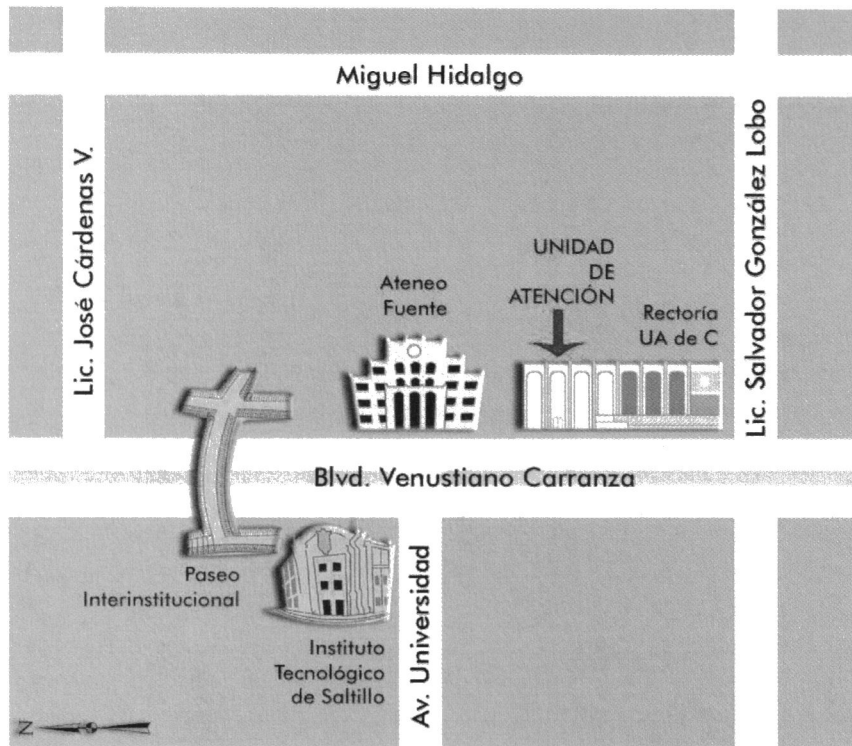 Miguel Hidalgo
Lic. José Cárdenas V.
Lic. Salvador González Lobo
UNIDAD
DE
ATENCIÓN
Ateneo
Fuente
Rectoría
UA de C
Blvd. Venustiano Carranza
Paseo
Interinstitucional
Instituto
Tecnológico
de Saltillo
Av. Universidad
N